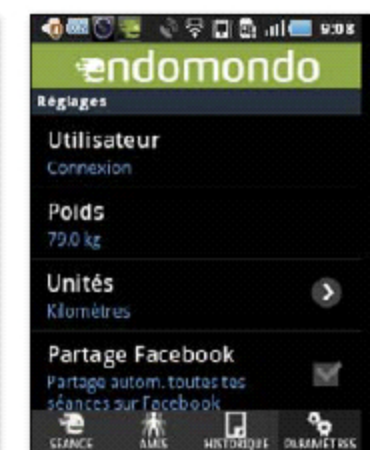 9:08
endomondo
Réglages
Utilisateur
Connexion
Poids
79.0 kg
Unités
Kilomètres
Partage Facebook
Partage autom. toutes tes
séances sur Facebook
SEANCE AMIS HISTORIQUE PARAMETRES